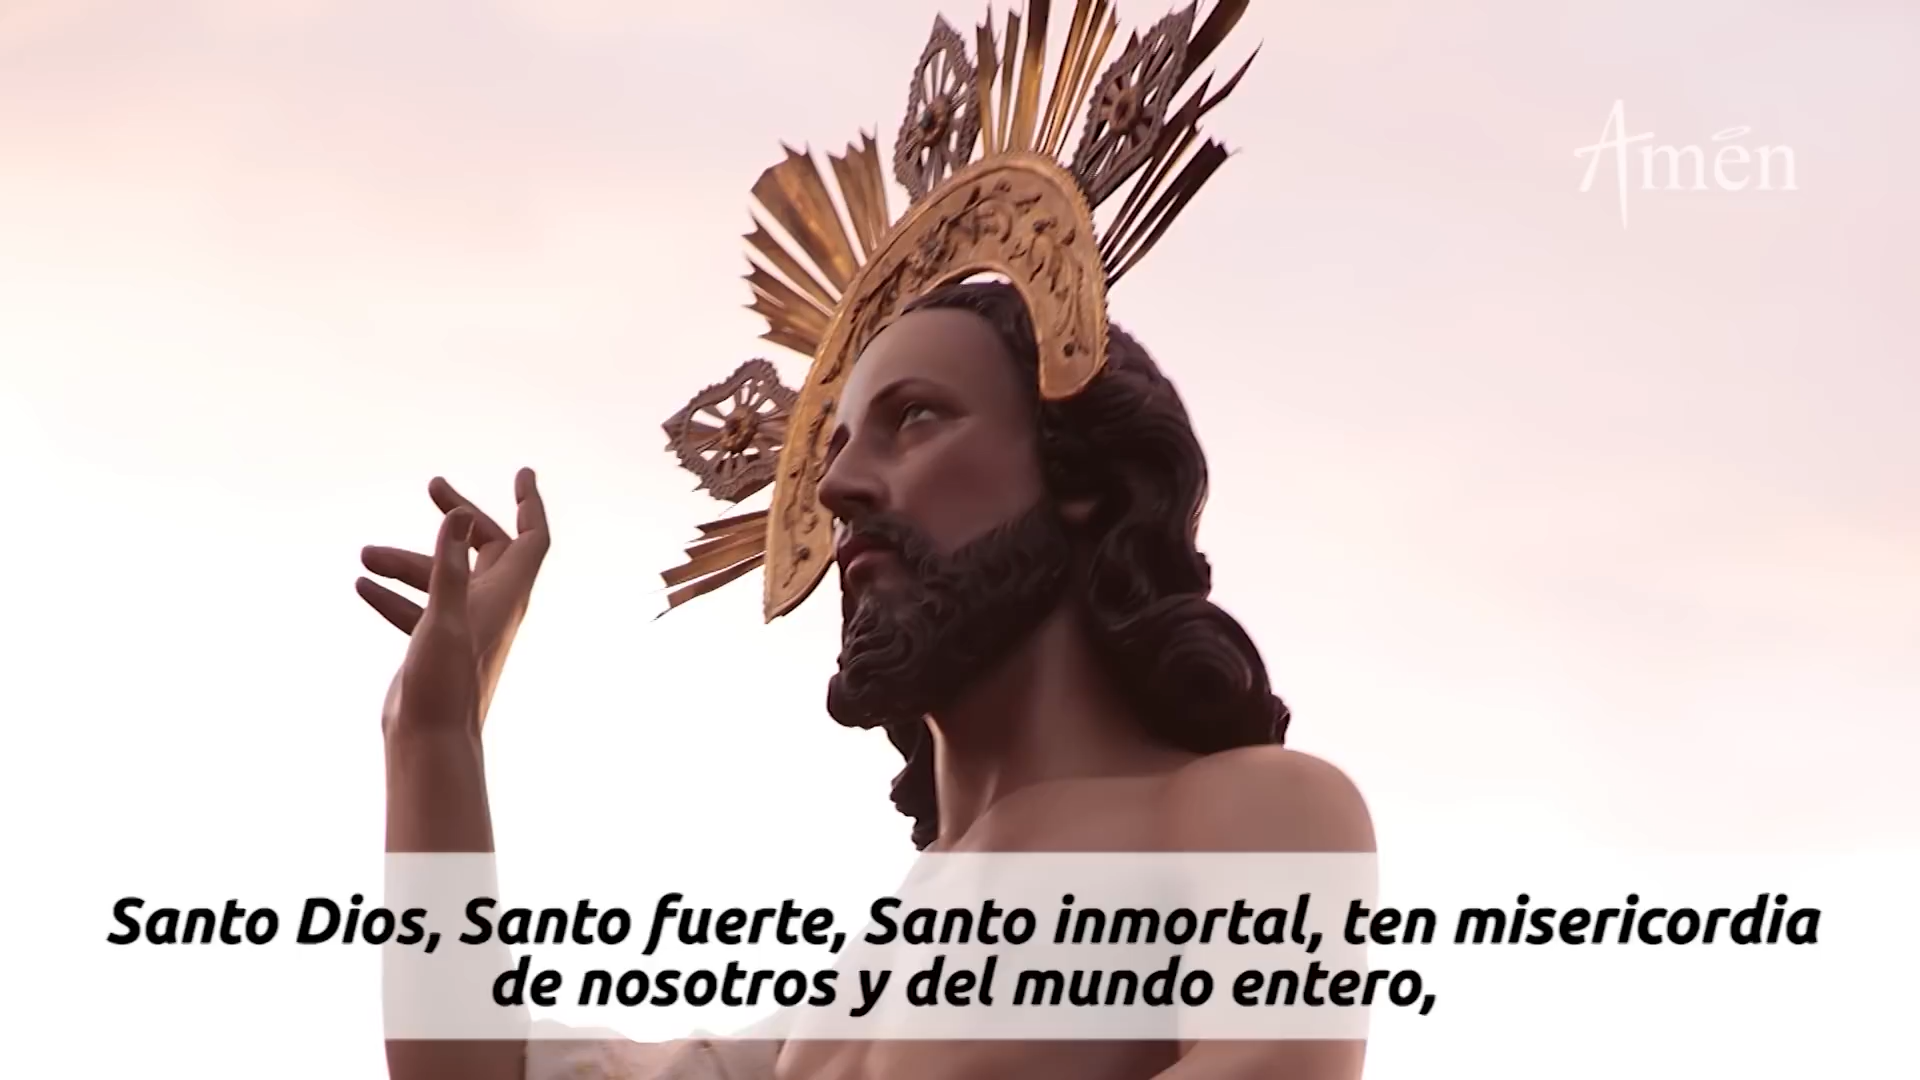 Amén
Santo Dios, Santo fuerte, Santo inmortal, ten misericordia
de nosotros y del mundo entero,